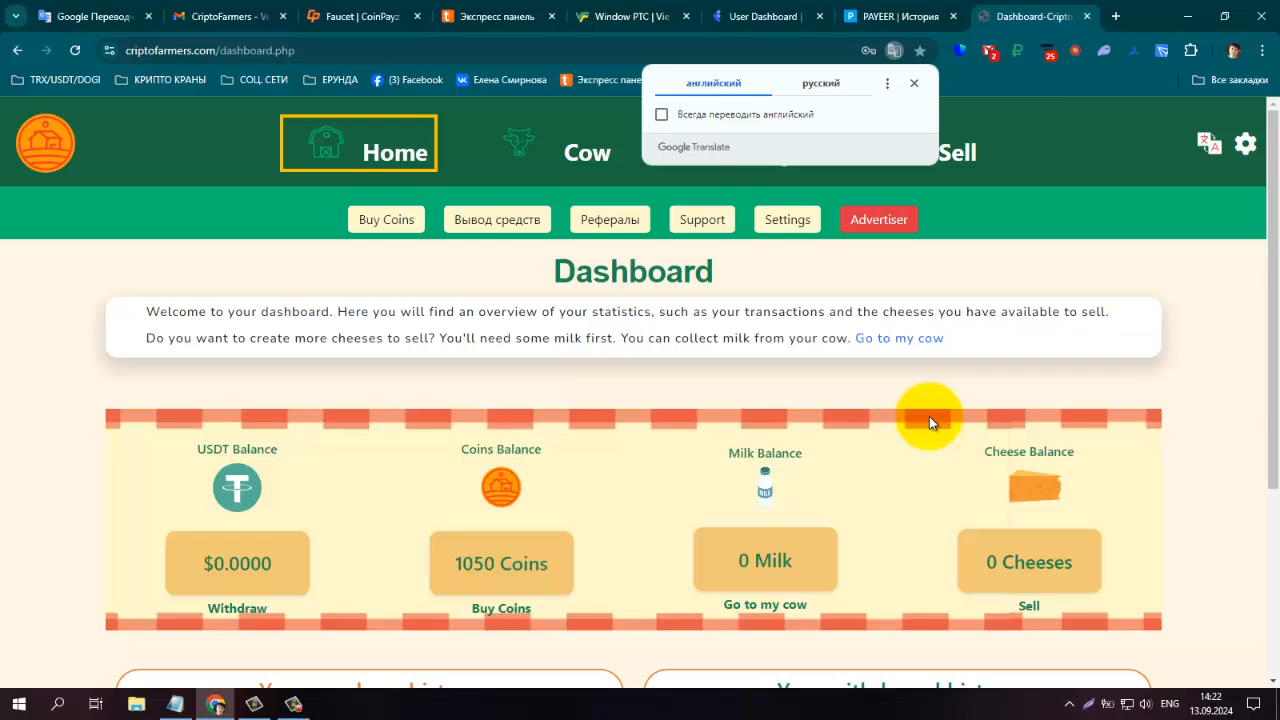 Google Перевод
Gmail - CriptoFarmers -
Faucet | CoinPayz
Экспресс панель
Window PTC | Vie
User Dashboard |
PAYEER | История
Dashboard-Cripto
criptofarmers.com/dashboard.php
2
25
TRX/USDT/DOGI
КРИПТО КРАНЫ
СОЦ. СЕТИ
ЕРУНДА
(3) Facebook
Елена Смирнова
Экспресс пане
Все закладки
английский
русский
Всегда переводить английский
Google Translate
Home
Cow
Sell
Buy Coins
Вывод средств
Рефералы
Support
Settings
Advertiser
Dashboard
Welcome to your dashboard. Here you will find an overview of your statistics, such as your transactions and the cheeses you have available to sell.
Do you want to create more cheeses to sell? You'll need some milk first. You can collect milk from your cow. Go to my cow
USDT Balance
Coins Balance
Milk Balance
Cheese Balance
MILK
$0.0000
1050 Coins
0 Milk
0 Cheeses
Withdraw
Buy Coins
Go to my cow
Sell
ENG
14:22
13.09.2024